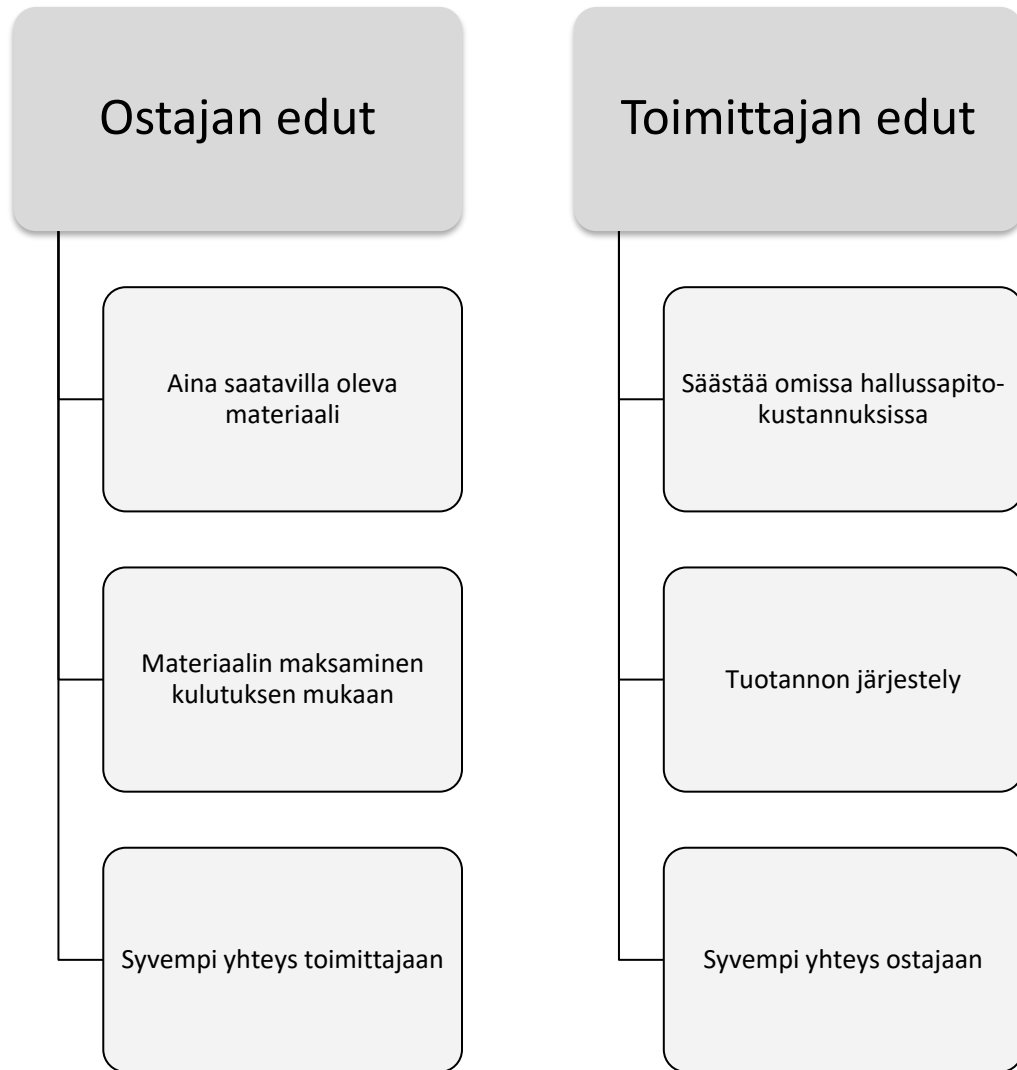 Ostajan edut
Aina saatavilla oleva
materiaali
Materiaalin maksaminen
kulutuksen mukaan
Syvempi yhteys toimittajaan
Toimittajan edut
Säästää omissa hallussapito-
kustannuksissa
Tuotannon järjestely
Syvempi yhteys ostajaan